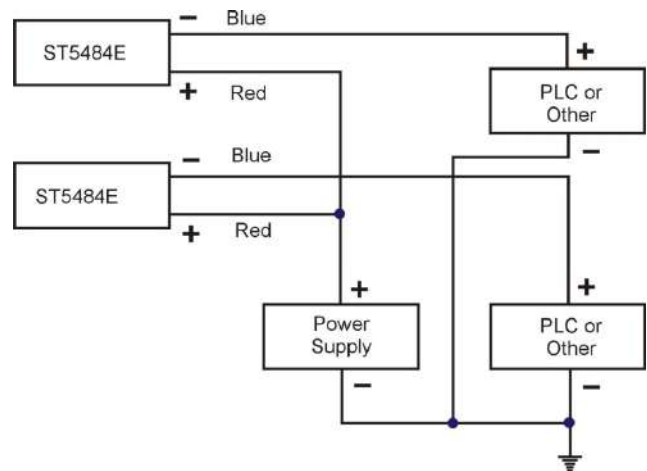 − Blue
ST5484E
+ Red
+
PLC or
Other
−
− Blue
ST5484E
+ Red
+
Power
Supply
−
+
PLC or
Other
−